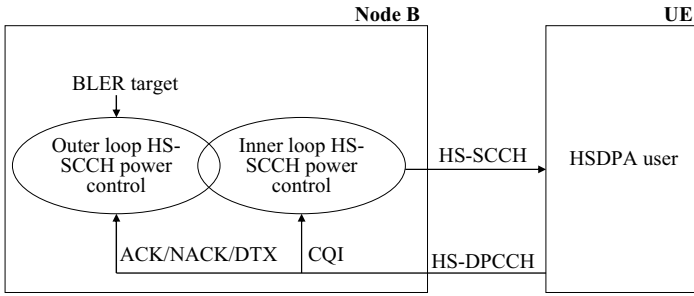 Node B
UE
BLER target
Outer loop HS-
SCCH power
control
Inner loop HS-
SCCH power
control
HS-SCCH
HSDPA user
ACK/NACK/DTX
CQI
HS-DPCCH